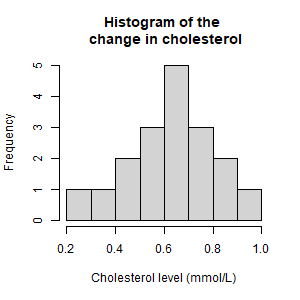 Histogram of the
change in cholesterol
Frequency
5
4
3
2
1
0
0.2 0.4 0.6 0.8 1.0
Cholesterol level (mmol/L)